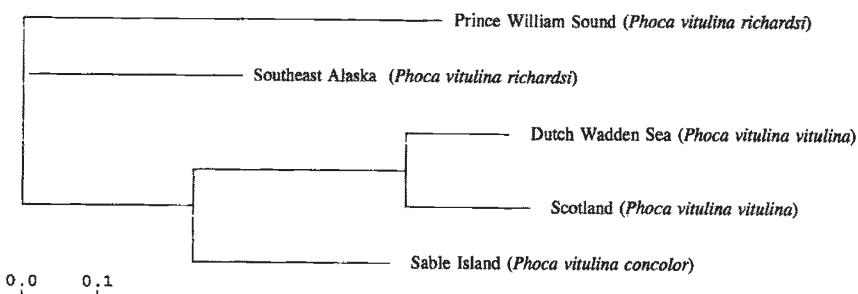 Prince William Sound (Phoca vitulina richardsi)
Southeast Alaska (Phoca vitulina richardsi)
Dutch Wadden Sea (Phoca vitulina vitulina)
Scotland (Phoca vitulina vitulina)
Sable Island (Phoca vitulina concolor)
0.0 0.1